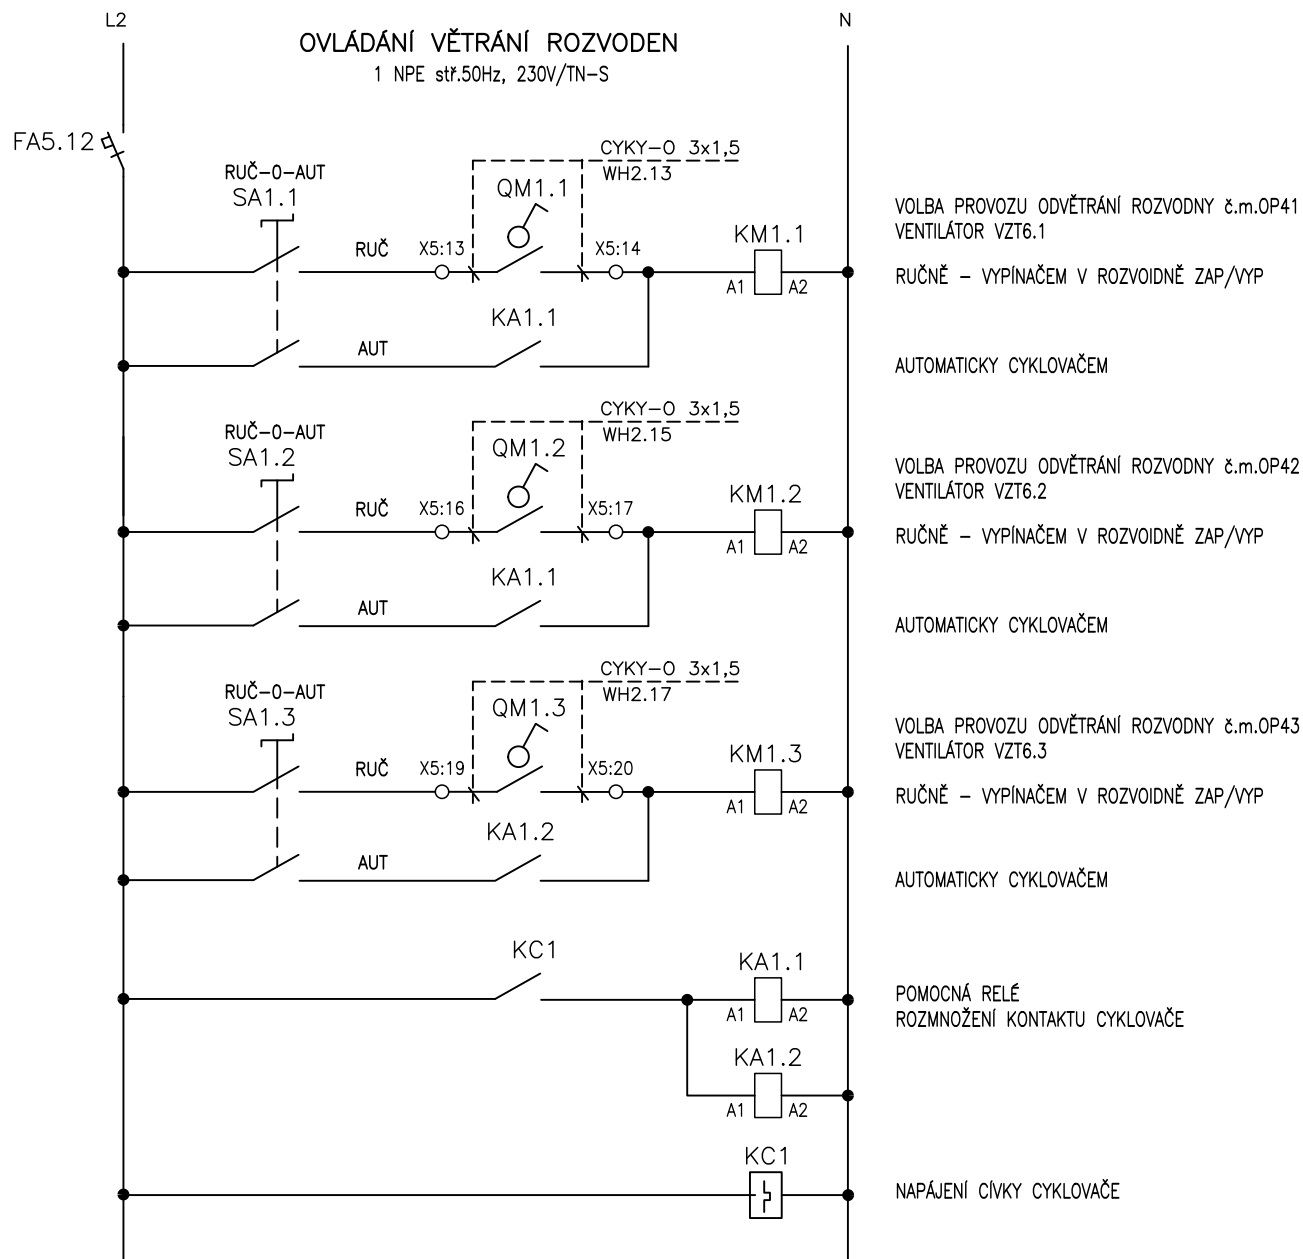 L2
N
OVLÁDÁNÍ VĚTRÁNÍ ROZVODEN
1 NPE stř.50Hz, 230V/TN-S
FA5.12
RUČ-0-AUT
SA1.1
CYKY-O 3x1,5
WH2.13
QM1.1
RUČ
X5:13
X5:14
KM1.1
A1
A2
VOLBA PROVOZU ODVĚTRÁNÍ ROZVODNY č.m.OP41
VENTILÁTOR VZT6.1
RUČNĚ - VYPÍNAČEM V ROZVOIDNĚ ZAP/VYP
AUT
KA1.1
AUTOMATICKY CYKLOVAČEM
RUČ-0-AUT
SA1.2
CYKY-O 3x1,5
WH2.15
QM1.2
RUČ
X5:16
X5:17
KM1.2
A1
A2
VOLBA PROVOZU ODVĚTRÁNÍ ROZVODNY č.m.OP42
VENTILÁTOR VZT6.2
RUČNĚ - VYPÍNAČEM V ROZVOIDNĚ ZAP/VYP
AUT
KA1.1
AUTOMATICKY CYKLOVAČEM
RUČ-0-AUT
SA1.3
CYKY-O 3x1,5
WH2.17
QM1.3
RUČ
X5:19
X5:20
KM1.3
A1
A2
VOLBA PROVOZU ODVĚTRÁNÍ ROZVODNY č.m.OP43
VENTILÁTOR VZT6.3
RUČNĚ - VYPÍNAČEM V ROZVOIDNĚ ZAP/VYP
AUT
KA1.2
AUTOMATICKY CYKLOVAČEM
KC1
KA1.1
A1
A2
POMOCNÁ RELÉ
ROZMNOŽENÍ KONTAKTU CYKLOVAČE
KA1.2
A1
A2
KC1
NAPÁJENÍ CÍVKY CYKLOVAČE